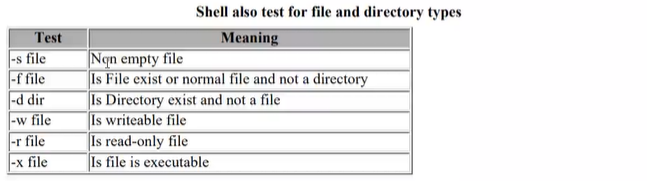 Shell also test for file and directory types
Test Meaning
-s file Non empty file
-f file Is File exist or normal file and not a directory
-d dir Is Directory exist and not a file
-w file Is writeable file
-r file Is read-only file
-x file Is file is executable